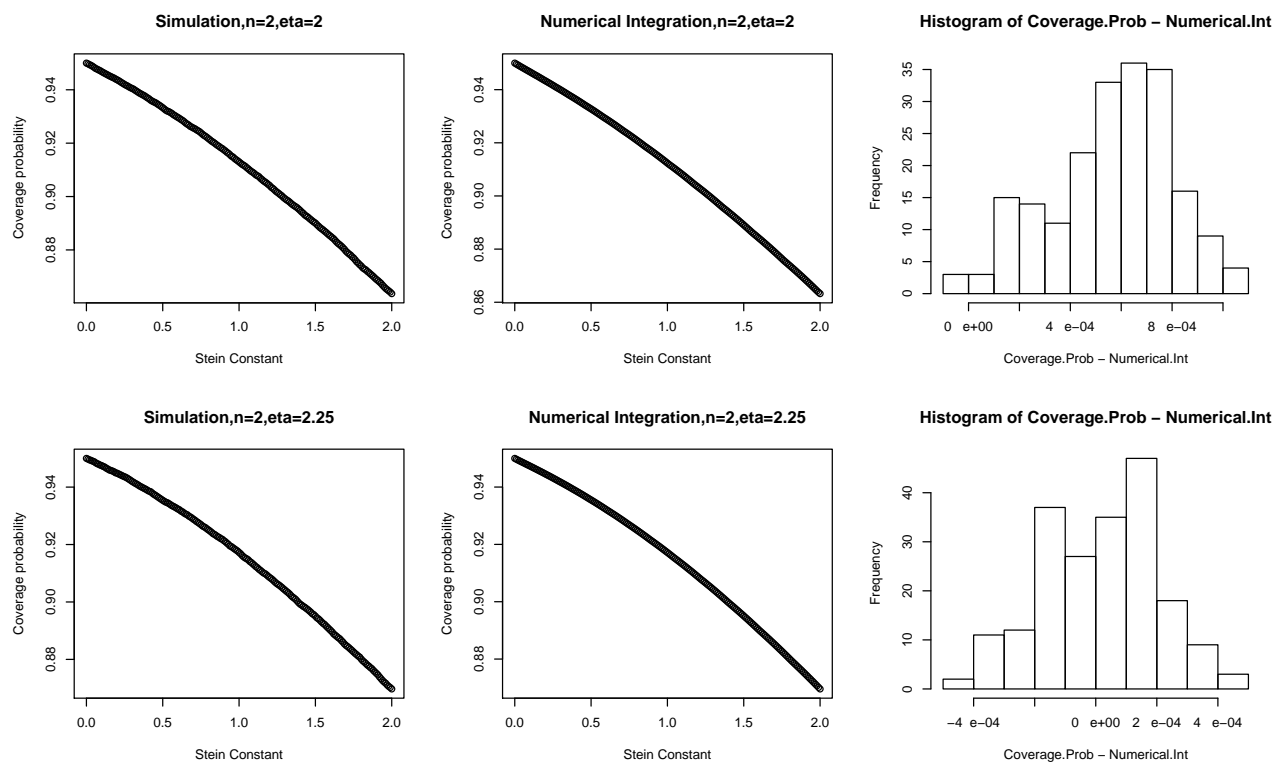 Simulation,n=2,eta=2
Numerical Integration,n=2,eta=2
Histogram of Coverage.Prob − Numerical.Int
Coverage probability
0.94
0.92
0.90
0.88
0.0 0.5 1.0 1.5 2.0
Stein Constant
Coverage probability
0.94
0.92
0.90
0.88
0.86
0.0 0.5 1.0 1.5 2.0
Stein Constant
Frequency
35
30
25
20
15
10
5
0
0 e+00 4 e−04 8 e−04
Coverage.Prob − Numerical.Int
Simulation,n=2,eta=2.25
Numerical Integration,n=2,eta=2.25
Histogram of Coverage.Prob − Numerical.Int
Coverage probability
0.94
0.92
0.90
0.88
0.0 0.5 1.0 1.5 2.0
Stein Constant
Coverage probability
0.94
0.92
0.90
0.88
0.0 0.5 1.0 1.5 2.0
Stein Constant
Frequency
40
30
20
10
0
−4 e−04 0 e+00 2 e−04 4 e−04
Coverage.Prob − Numerical.Int